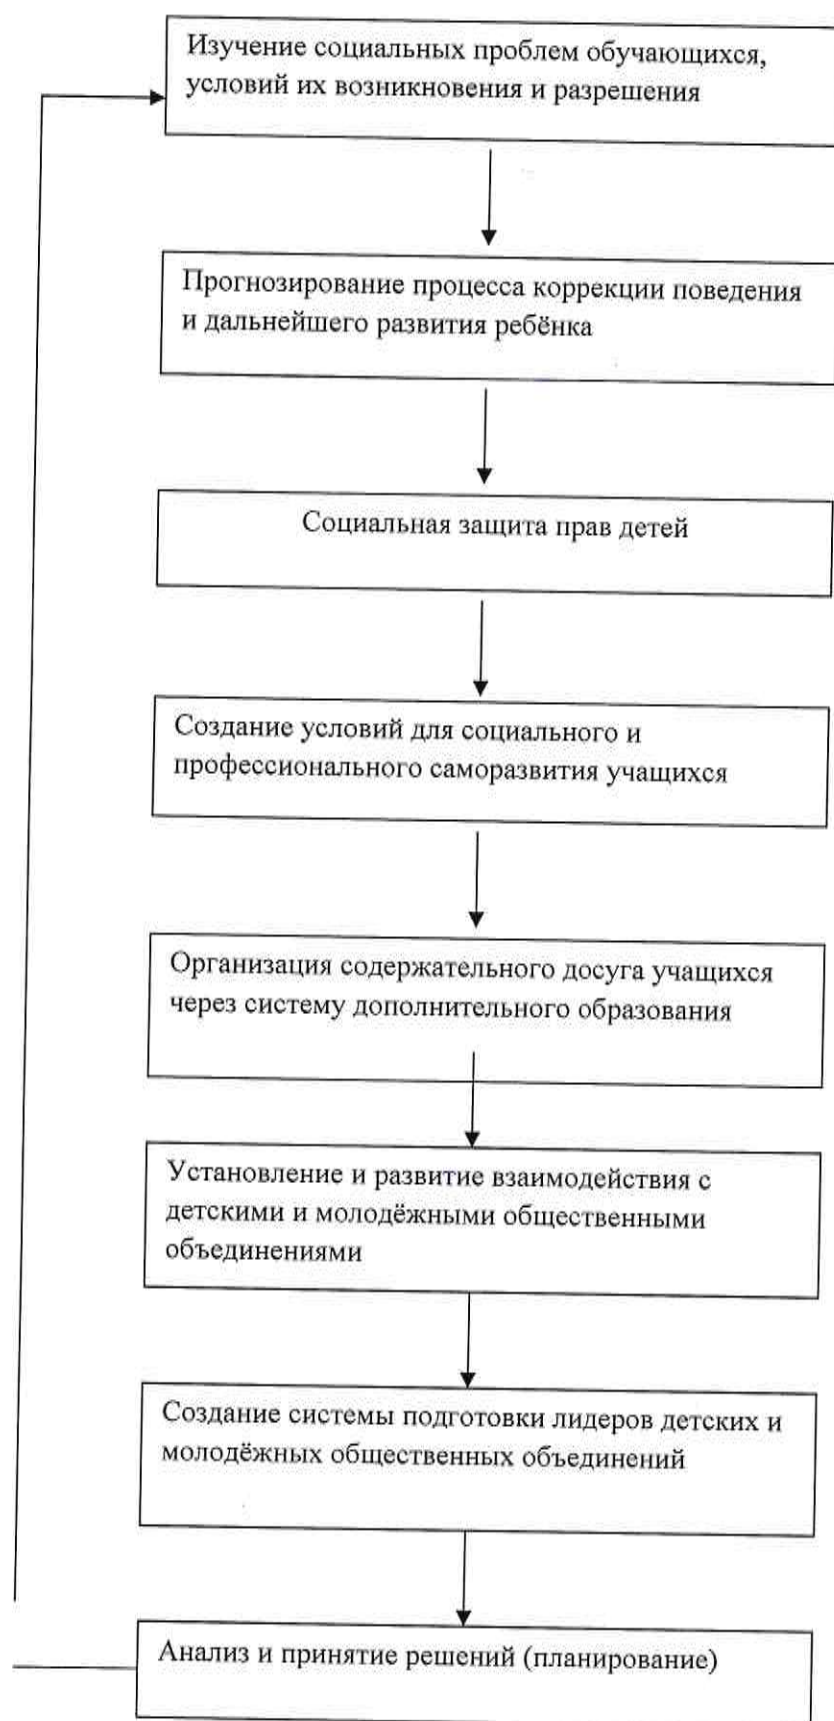 Изучение социальных проблем обучающихся,
условий их возникновения и разрешения
Прогнозирование процесса коррекции поведения
и дальнейшего развития ребёнка
Социальная защита прав детей
Создание условий для социального и
профессионального саморазвития учащихся
Организация содержательного досуга учащихся
через систему дополнительного образования
Установление и развитие взаимодействия с
детскими и молодёжными общественными
объединениями
Создание системы подготовки лидеров детских и
молодёжных общественных объединений
Анализ и принятие решений (планирование)